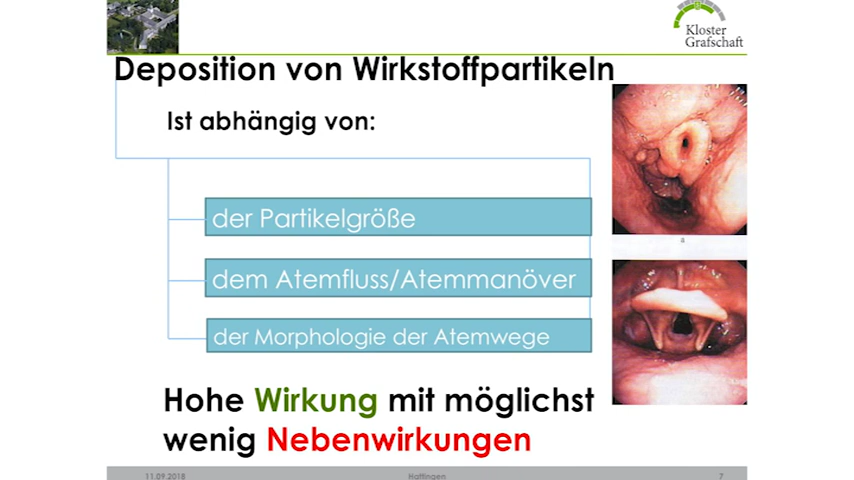 Kloster
Grafschaft
Deposition von Wirkstoffpartikeln
Ist abhängig von:
der Partikelgröße
dem Atemfluss/Atemmanöver
der Morphologie der Atemwege
a
Hohe Wirkung mit möglichst
wenig Nebenwirkungen
11.09.2018 Hattingen 7